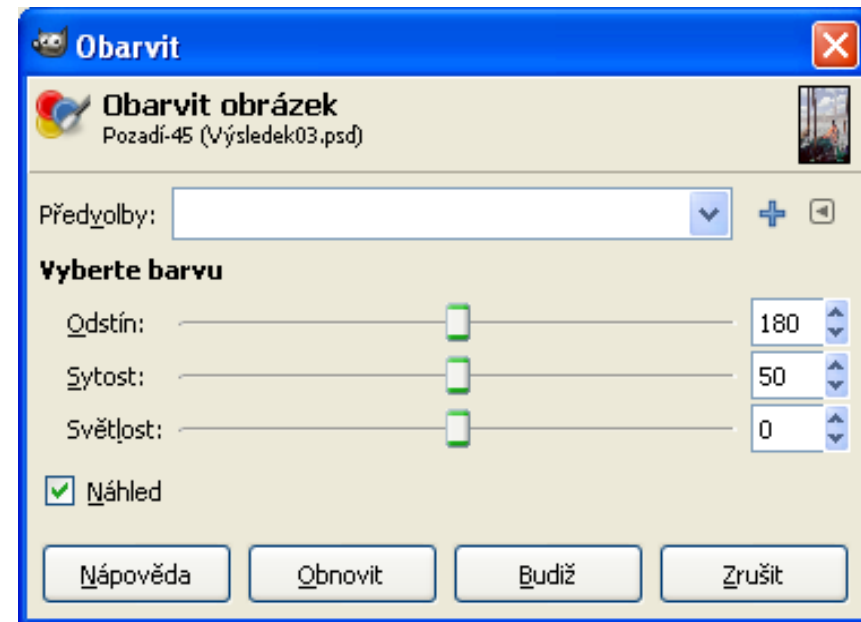 Obarvit
Obarvit obrázek
Pozadí-45 (Výsledek03.psd)
Předvolby:
Vyberte barvu
Odstín: 180
Sytost: 50
Světlost: 0
Náhled
Nápověda Obnovit Budiž Zrušit